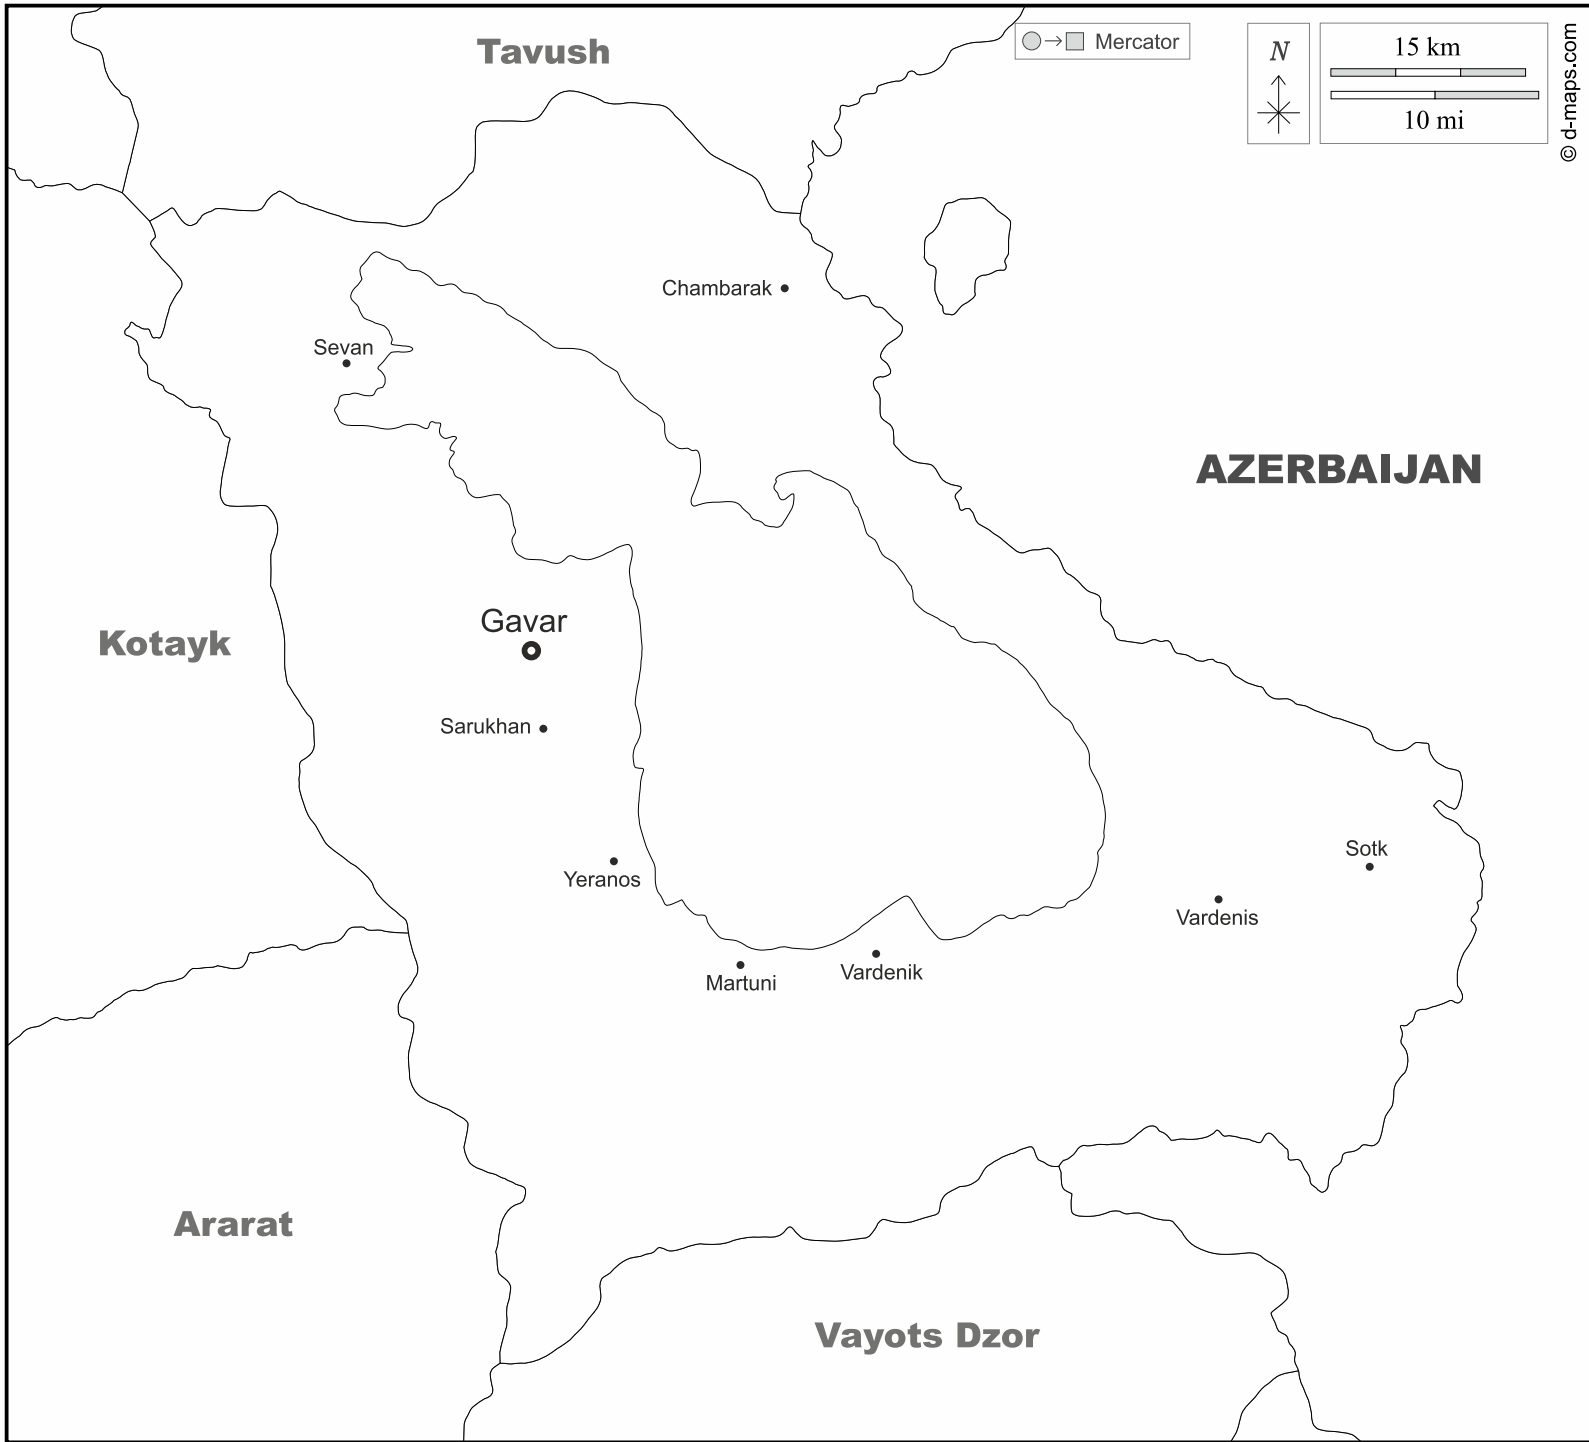 Tavush
Mercator
N
15 km
10 mi
© d-maps.com
Chambarak
Sevan
AZERBAIJAN
Gavar
Kotayk
Sarukhan
Sotk
Yeranos
Vardenis
Martuni
Vardenik
Ararat
Vayots Dzor